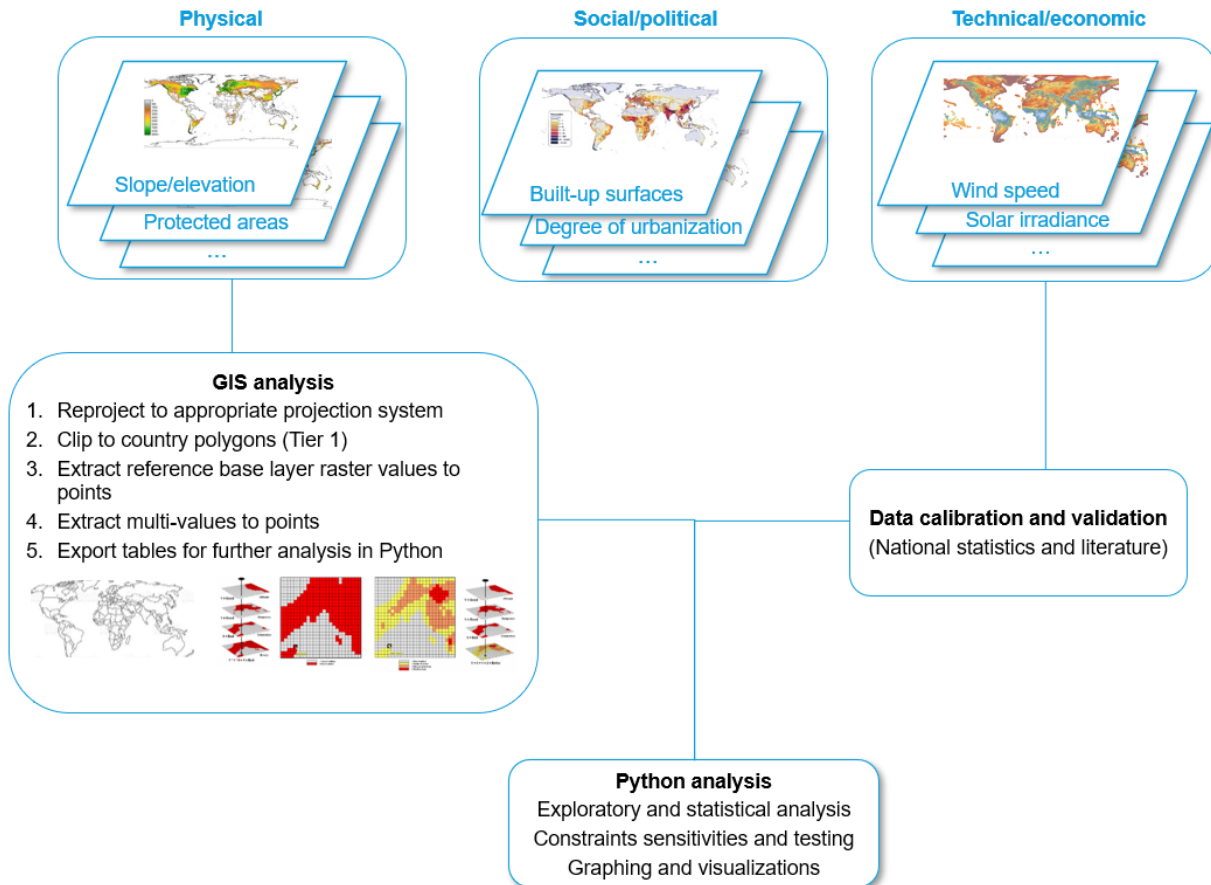 Physical
Social/political
Technical/economic
Slope/elevation
Protected areas
...
Built-up surfaces
Degree of urbanization
...
Wind speed
Solar irradiance
...
GIS analysis
1. Reproject to appropriate projection system
2. Clip to country polygons (Tier 1)
3. Extract reference base layer raster values to
points
4. Extract multi-values to points
5. Export tables for further analysis in Python
Data calibration and validation
(National statistics and literature)
Python analysis
Exploratory and statistical analysis
Constraints sensitivities and testing
Graphing and visualizations